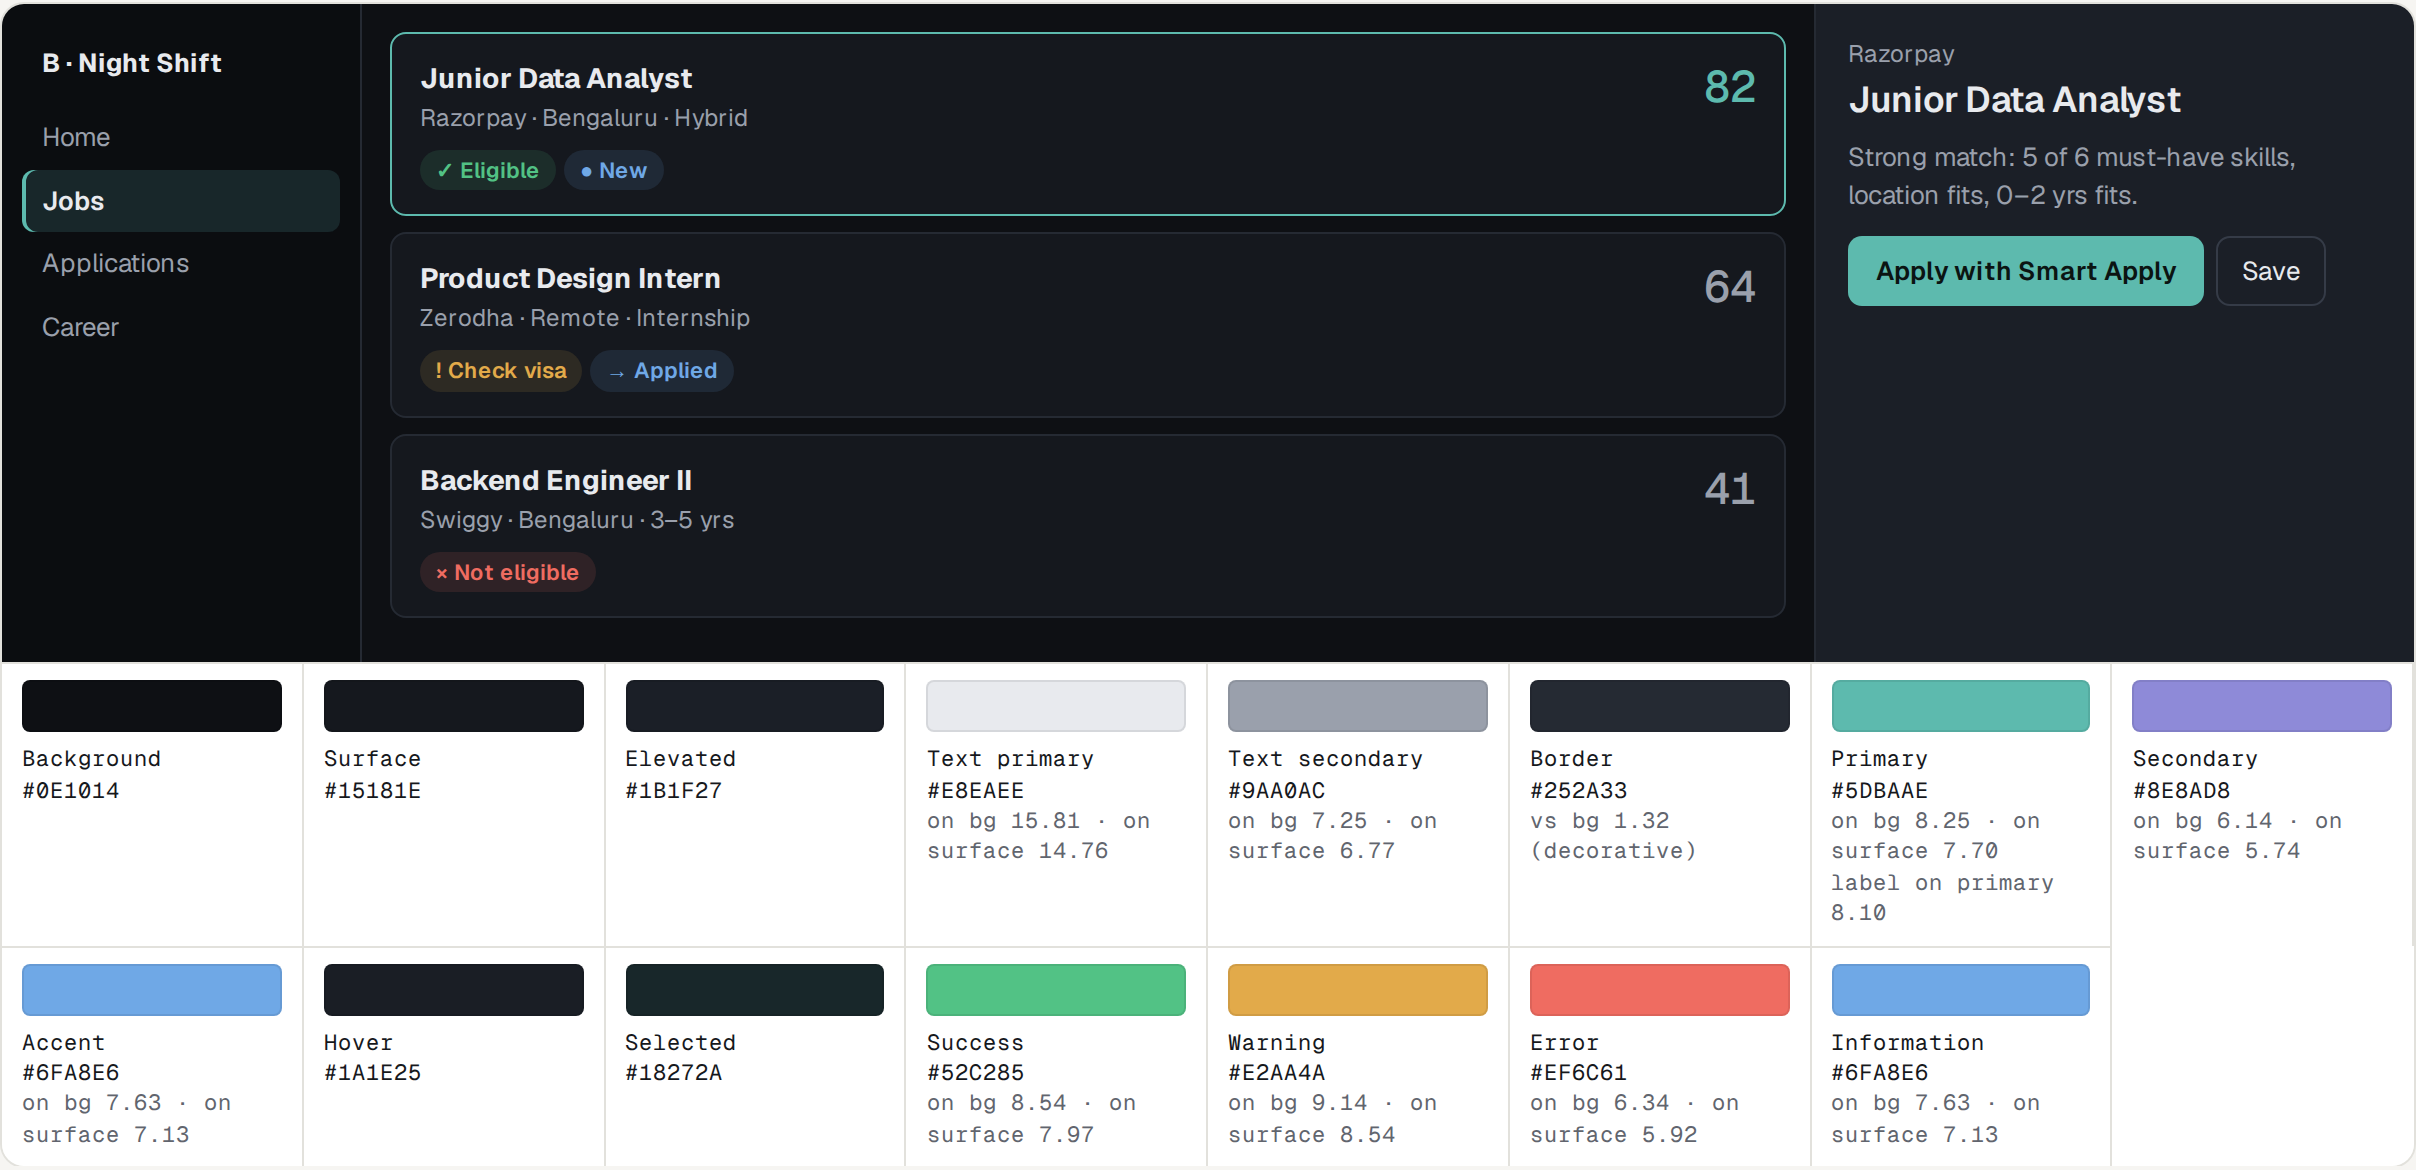 B · Night Shift
Home
Jobs
Applications
Career
Junior Data Analyst
82
Razorpay · Bengaluru · Hybrid
✓ Eligible
● New
Product Design Intern
64
Zerodha · Remote · Internship
! Check visa
→ Applied
Backend Engineer II
41
Swiggy · Bengaluru · 3–5 yrs
× Not eligible
Razorpay
Junior Data Analyst
Strong match: 5 of 6 must-have skills,
location fits, 0–2 yrs fits.
Apply with Smart Apply
Save
Background
#0E1014
Surface
#15181E
Elevated
#1B1F27
Text primary
#E8EAEE
on bg 15.81 · on
surface 14.76
Text secondary
#9AA0AC
on bg 7.25 · on
surface 6.77
Border
#252A33
vs bg 1.32
(decorative)
Primary
#5DBAAE
on bg 8.25 · on
surface 7.70
label on primary
8.10
Secondary
#8E8AD8
on bg 6.14 · on
surface 5.74
Accent
#6FA8E6
on bg 7.63 · on
surface 7.13
Hover
#1A1E25
Selected
#18272A
Success
#52C285
on bg 8.54 · on
surface 7.97
Warning
#E2AA4A
on bg 9.14 · on
surface 8.54
Error
#EF6C61
on bg 6.34 · on
surface 5.92
Information
#6FA8E6
on bg 7.63 · on
surface 7.13